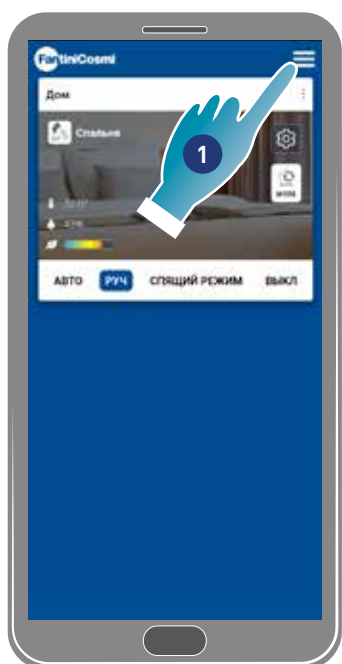 FantiniCosmi
Дом
Спальня
1
MODE
АВТО РУЧ СПЯЩИЙ РЕЖИМ ВЫКЛ